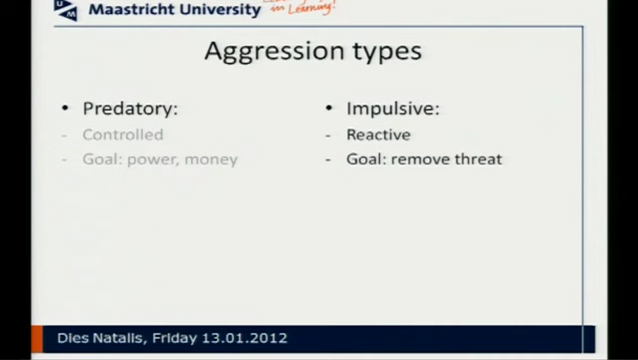 Maastricht University
in Learning!
Aggression types
• Predatory:
- Controlled
- Goal: power, money
• Impulsive:
- Reactive
- Goal: remove threat
Dies Natalis, Friday 13.01.2012